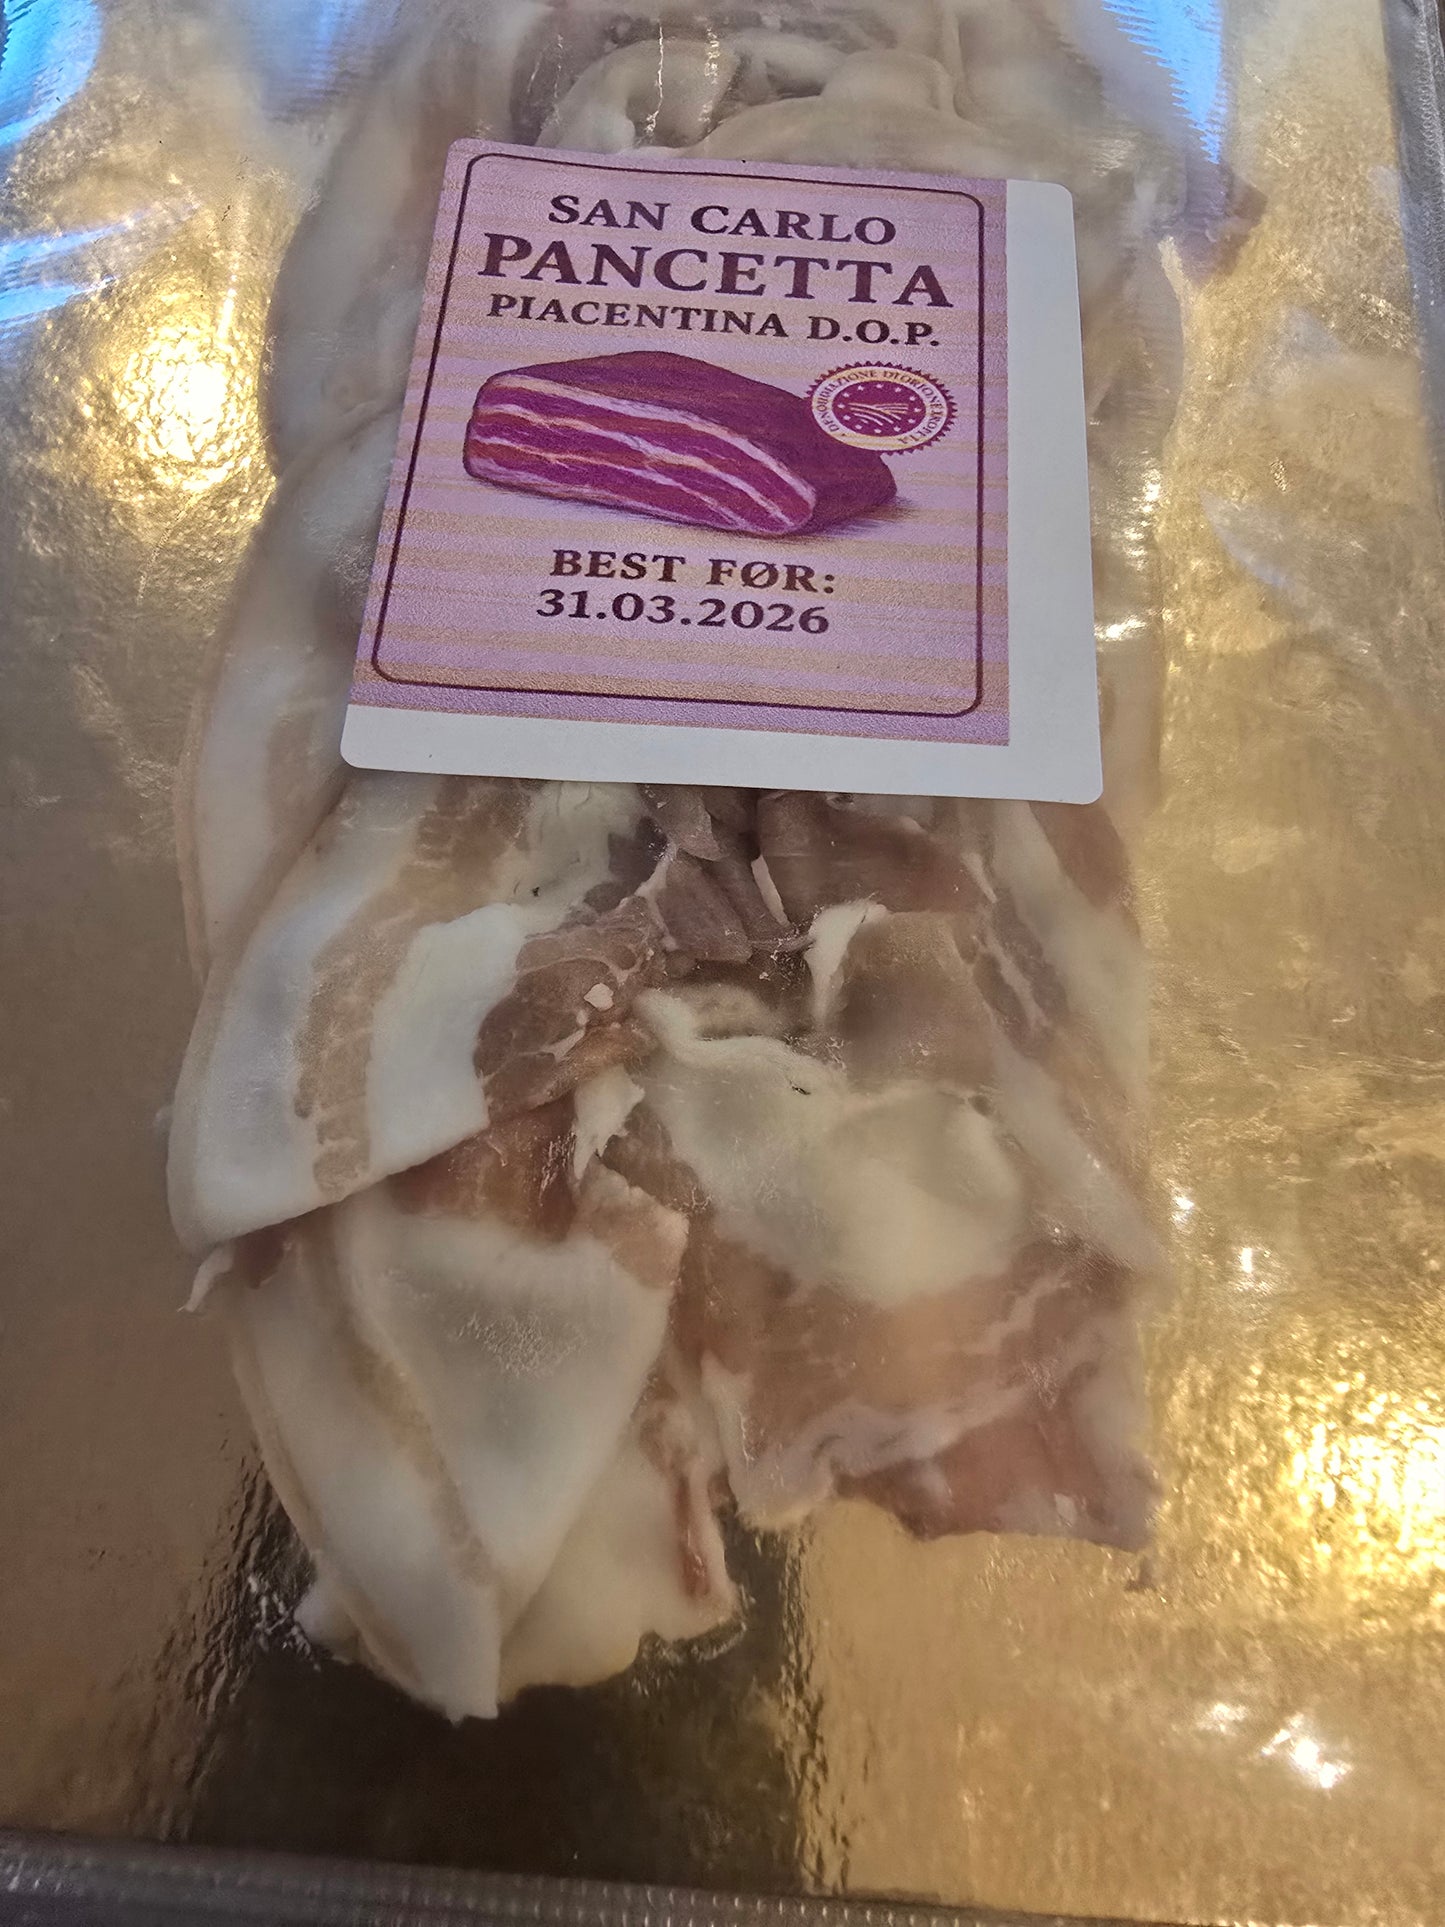 SAN CARLO
PANCETTA
PIACENTINA D.O.P.
BEST FØR:
31.03.2026